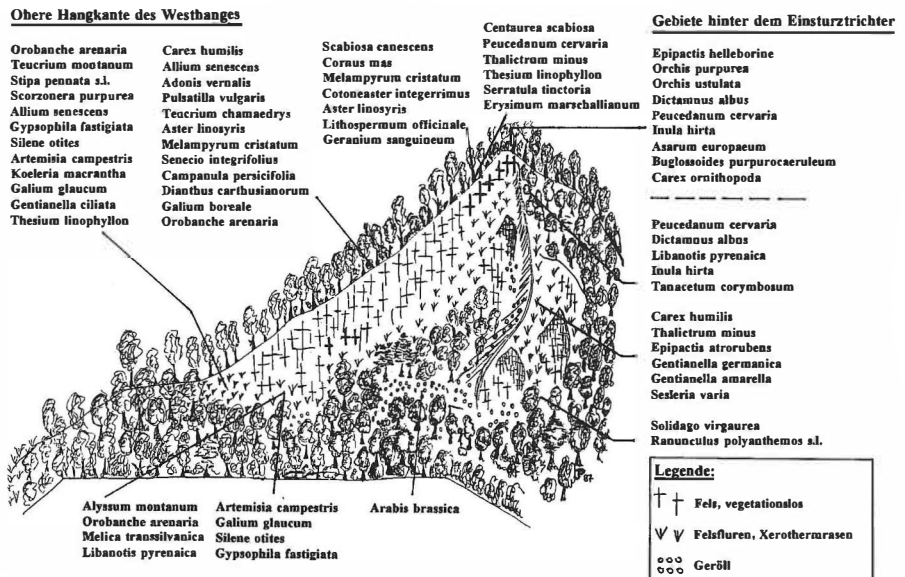 Obere Hangkante des Westhanges
Orobanche arenaria
Teucrium montanum
Stipa pennata s.l.
Scorzonera purpurea
Allium senescens
Gypsophila fastigiata
Silene otites
Artemisia campestris
Koeleria macrantha
Galium glaucum
Gentianella ciliata
Thesium linophyllon
Carex humilis
Allium senescens
Adonis vernalis
Pulsatilla vulgaris
Teucrium chamaedrys
Aster linosyris
Melampyrum cristatum
Senecio integrifolius
Campanula persicifolia
Dianthus carthusianorum
Galium boreale
Orobanche arenaria
Scabiosa canescens
Cornus mas
Melampyrum cristatum
Cotoneaster integerrimus
Aster linosyris
Lithospermum officinale
Geranium sanguineum
Centaurea scabiosa
Peucedanum cervaria
Thalictrum minus
Thesium linophyllon
Serratula tinctoria
Erysimum marschallianum
Gebiete hinter dem Einsturztrichter
Epipactis helleborine
Orchis purpurea
Orchis ustulata
Dictamnus albus
Peucedanum cervaria
Inula hirta
Asarum europaeum
Buglossoides purpurocaeruleum
Carex ornithopoda
Peucedanum cervaria
Dictamnus albus
Libanotis pyrenaica
Inula hirta
Tanacetum corymbosum
Carex humilis
Thalictrum minus
Epipactis atrorubens
Gentianella germanica
Gentianella amarella
Sesleria varia
Solidago virgaurea
Ranunculus polyanthemos s.l.
Alyssum montanum
Orobanche arenaria
Melica transsilvanica
Libanotis pyrenaica
Artemisia campestris
Galium glaucum
Silene otites
Gypsophila fastigiata
Arabis brassica
87
Legende:
Fels, vegetationslos
Felsfluren, Xerothermrasen
Geröll